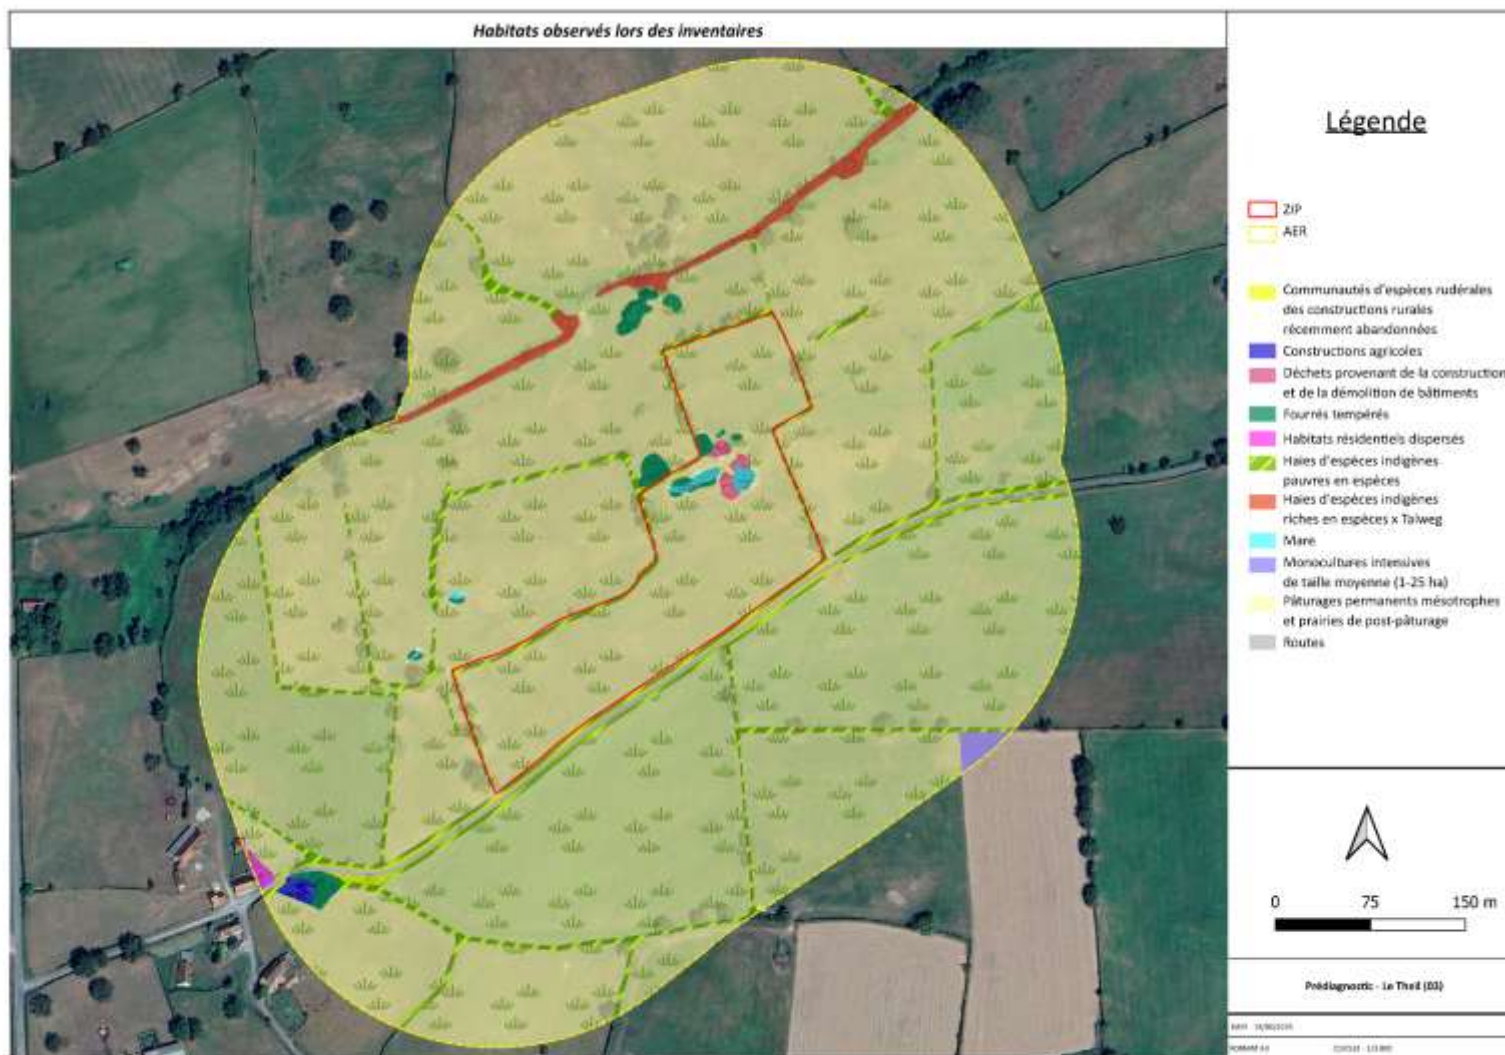 Habitats observés lors des inventaires
Légende
ZIP
AER
Communautés d'espèces rudérales
des constructions rurales
récemment abandonnées
Constructions agricoles
Déchets provenant de la construction
et de la démolition de bâtiments
Fourrés tempérés
Habitats résidentiels dispersés
Haies d'espèces indigènes
pauvres en espèces
Haies d'espèces indigènes
riches en espèces x Talweg
Mare
Monocultures intensives
de taille moyenne (1-25 ha)
Pâturages permanents mésotrophes
et prairies de post-pâturage
Routes
0 75 150 m
Prédiagnostic - Le Theil (03)